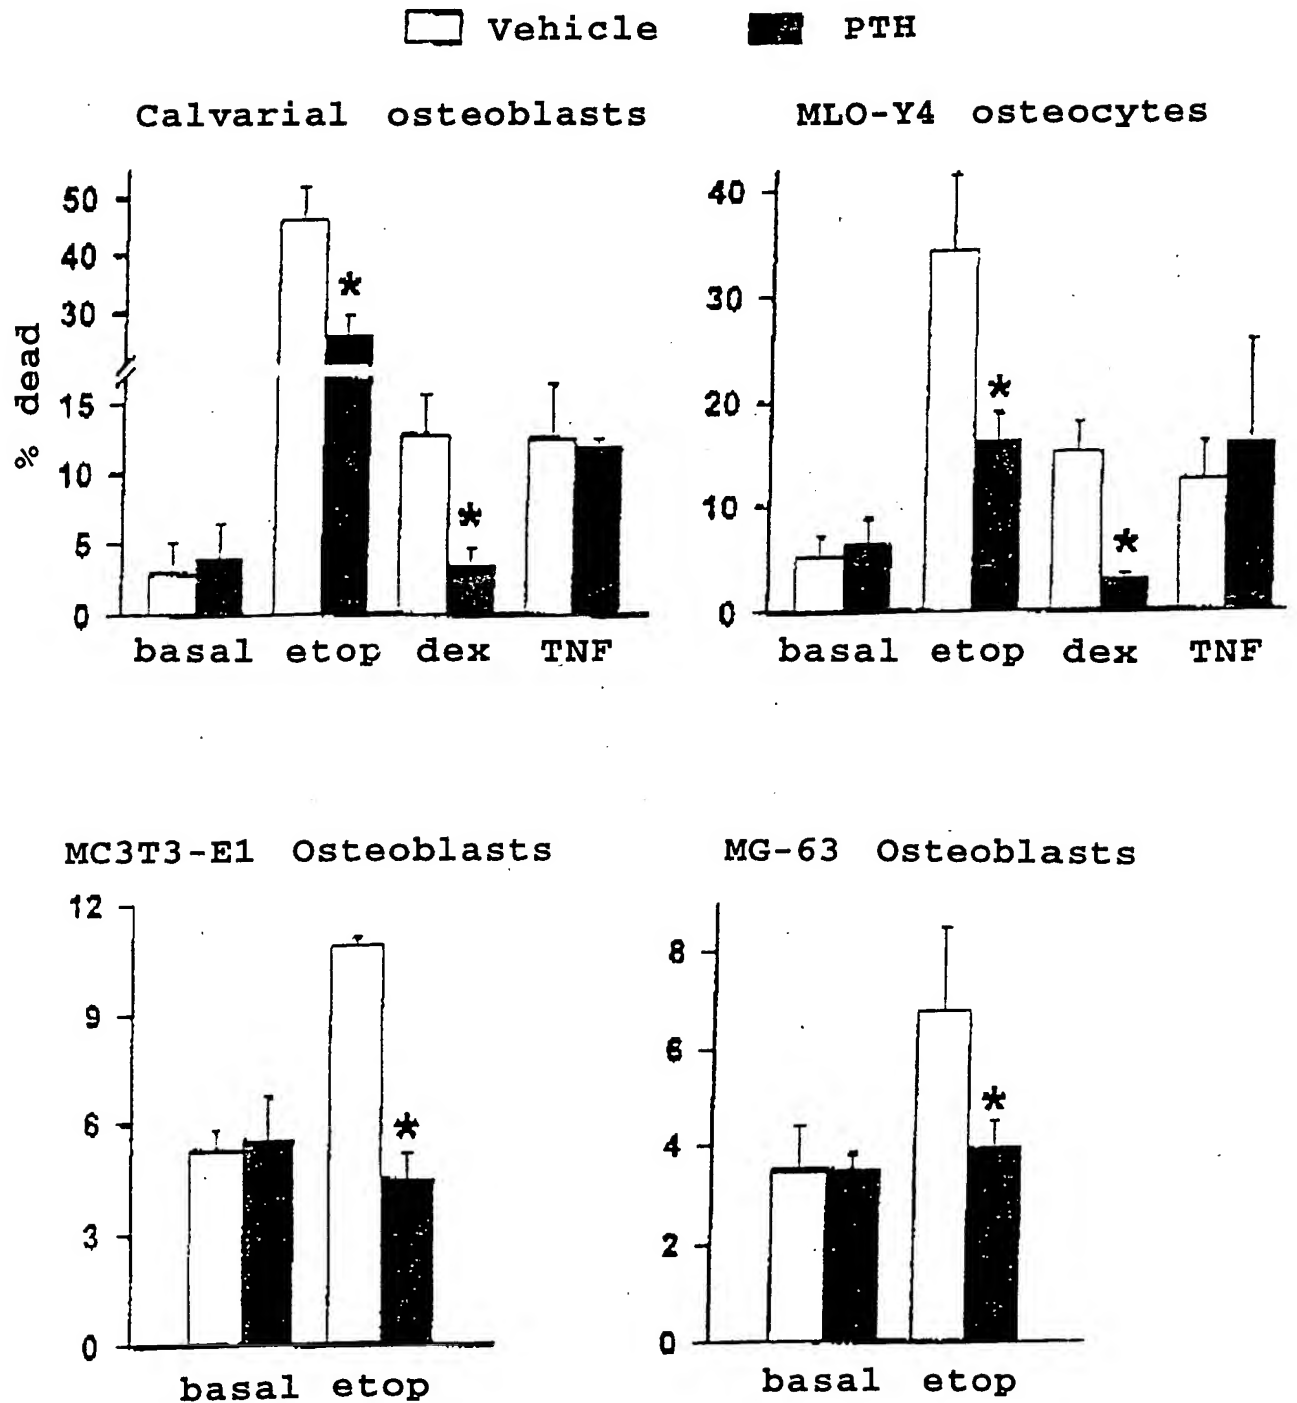 Vehicle PTH
Calvarial osteoblasts
% dead
50
40
30
15
10
5
0
*
*
basal etop dex TNF
MLO-Y4 osteocytes
40
30
20
10
0
*
*
basal etop dex TNF
MC3T3-E1 Osteoblasts
12
9
6
3
0
*
basal etop
MG-63 Osteoblasts
8
6
4
2
0
*
basal etop